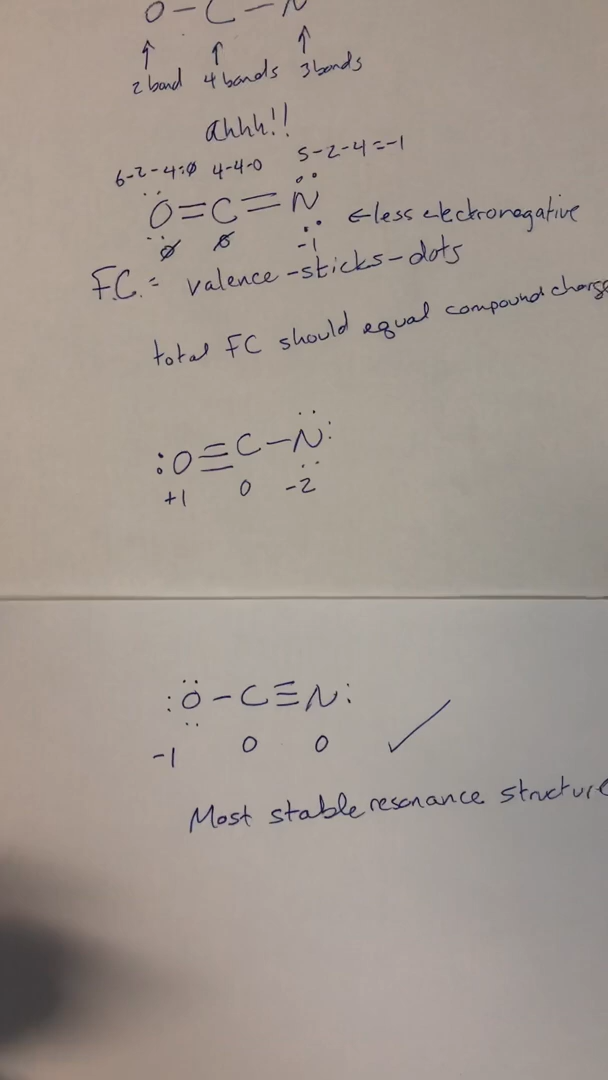 O - C - N
↑ ↑ ↑
2 bond 4 bonds 3 bonds
ahhh!!
6-2-4=0 4-4-0 5-2-4=-1
:Ö=C=N̈: ←less electronegative
0 0 -1
F.C. = valence-sticks-dots
total FC should equal compound charge
:O≡C-N̈:
+1 0 -2
:Ö-C≡N:
-1 0 0 ✓
Most stable resonance structure